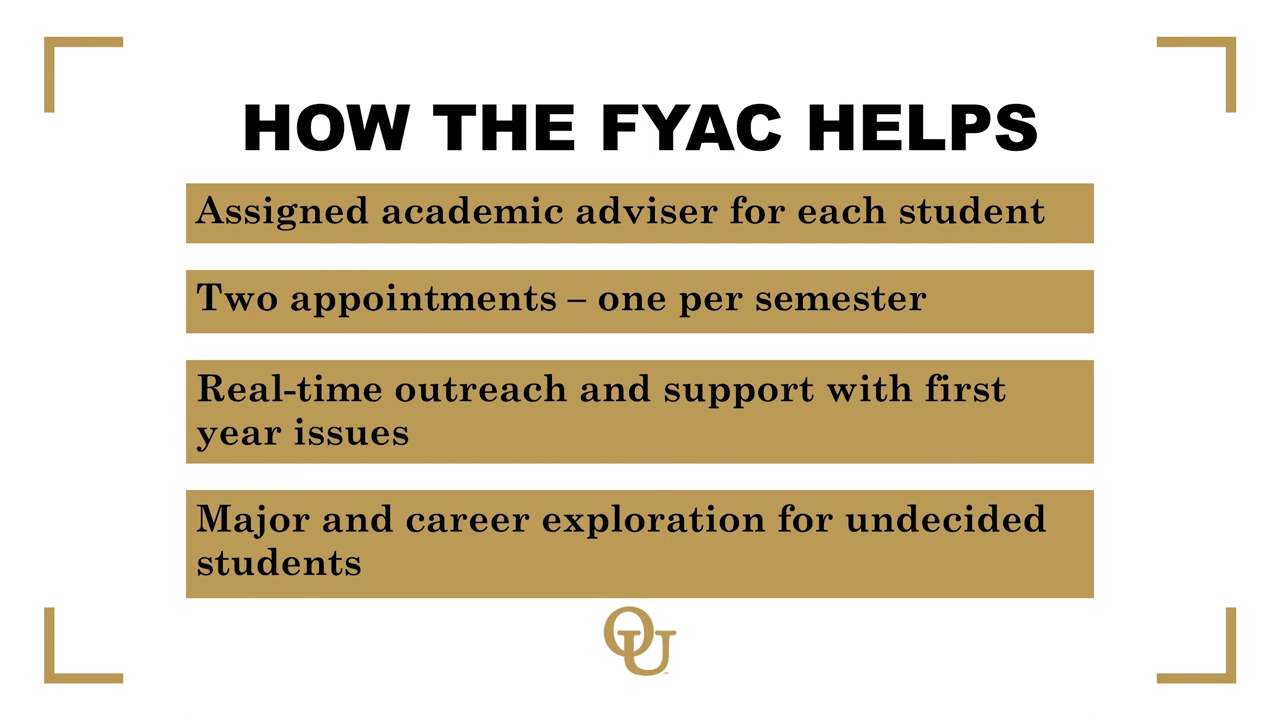 HOW THE FYAC HELPS
Assigned academic adviser for each student
Two appointments – one per semester
Real-time outreach and support with first
year issues
Major and career exploration for undecided
students
OU